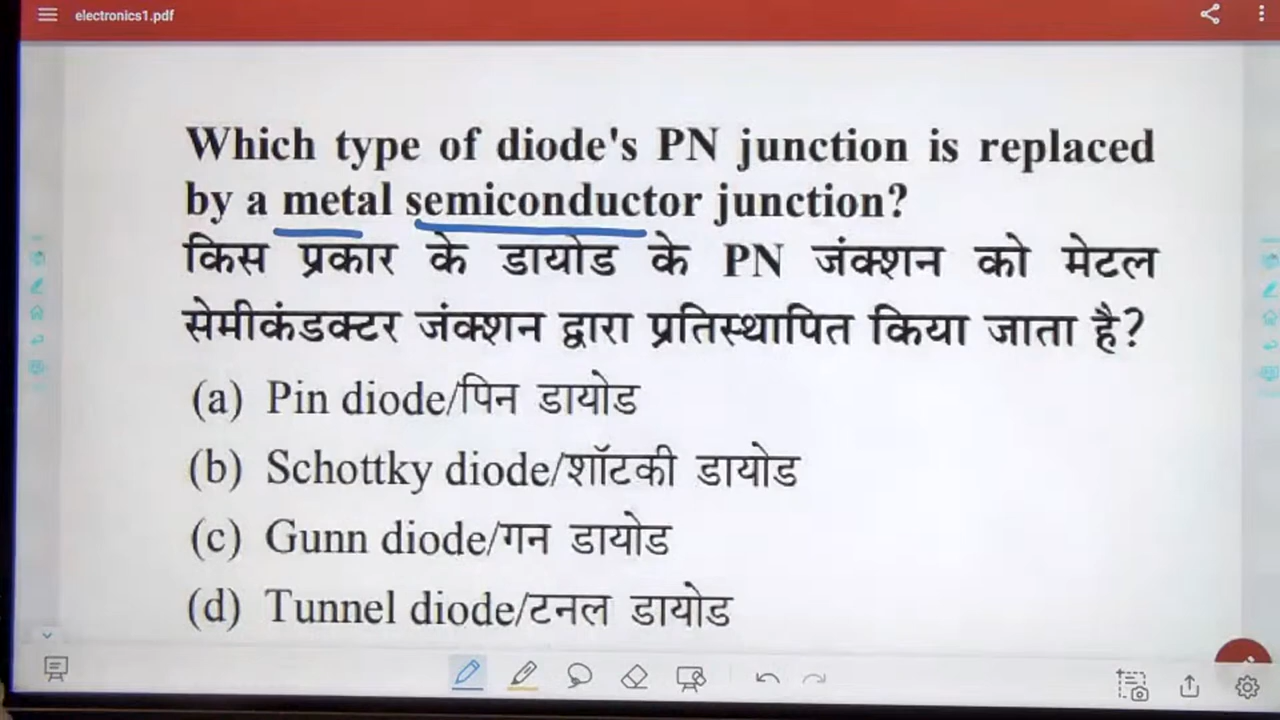 electronics1.pdf
Which type of diode's PN junction is replaced
by a metal semiconductor junction?
किस प्रकार के डायोड के PN जंक्शन को मेटल
सेमीकंडक्टर जंक्शन द्वारा प्रतिस्थापित किया जाता है?
(a) Pin diode/पिन डायोड
(b) Schottky diode/शॉटकी डायोड
(c) Gunn diode/गन डायोड
(d) Tunnel diode/टनल डायोड